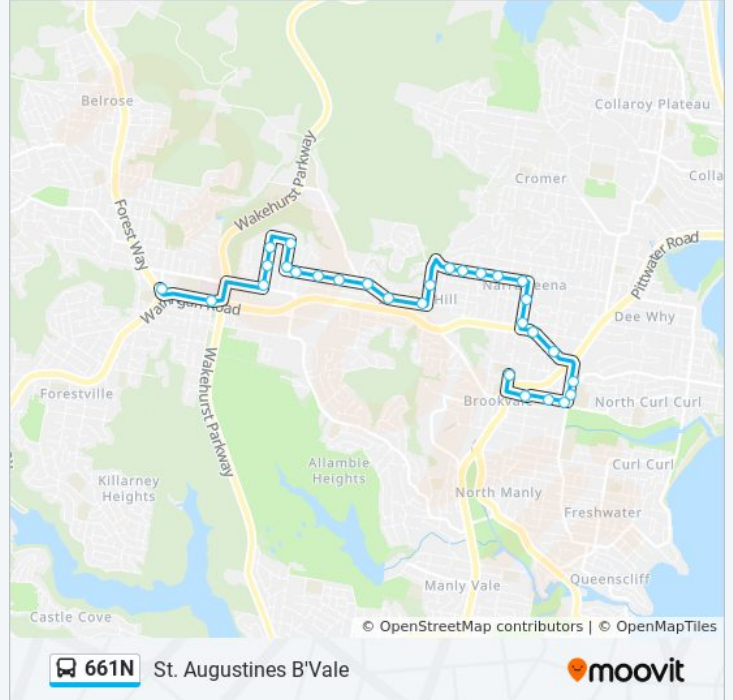 Belrose
Collaroy Plateau
Wakehurst Parkway
Cromer
Colla
Forest Way
Pittwater Road
Narraweena
Hill
Dee Why
Warringah Road
Wakehurst Parkway
Forestville
Brookvale
North Curl Curl
Allambie
Heights
Curl Curl
Killarney
Heights
North Manly
Freshwater
Manly Vale
Queenscliff
Castle Cove
© OpenStreetMap contributors | © OpenMapTiles
661N St. Augustines B'Vale
moovit